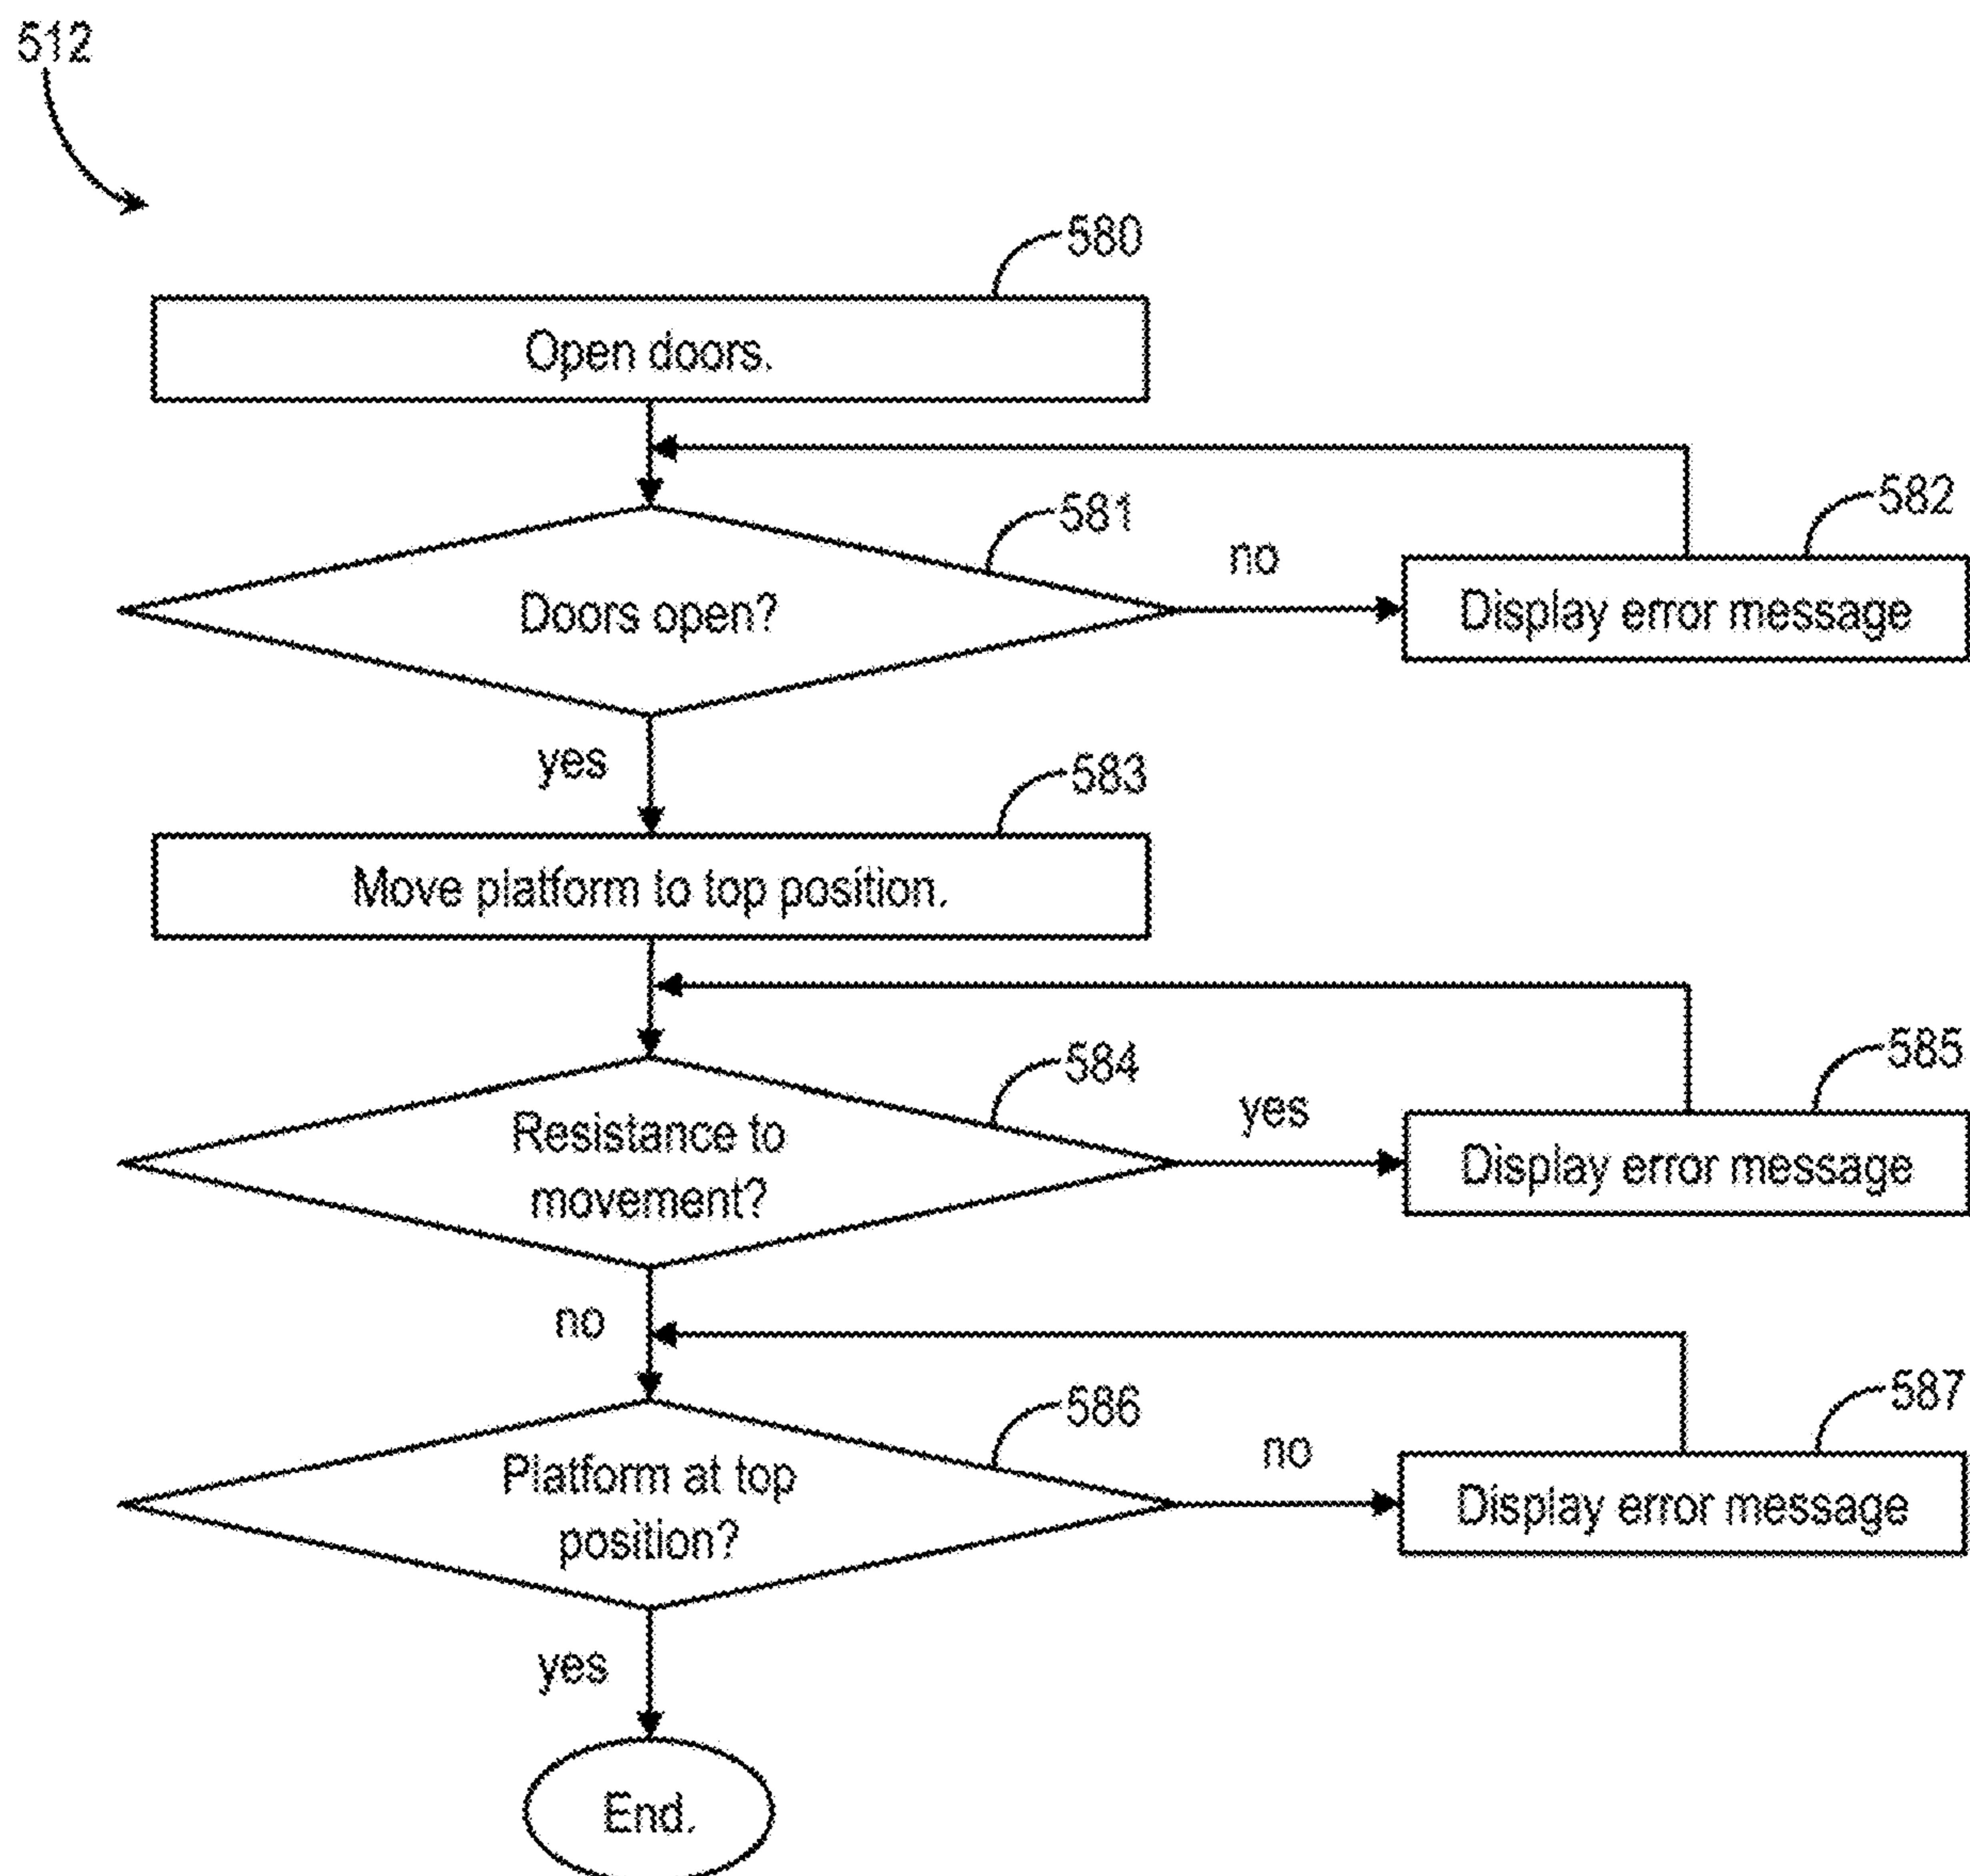 512
580
Open doors.
581
582
no
Doors open?
Display error message
yes
583
Move platform to top position.
584
585
yes
Resistance to
movement?
Display error message
no
586
587
no
Platform at top
position?
Display error message
yes
End.